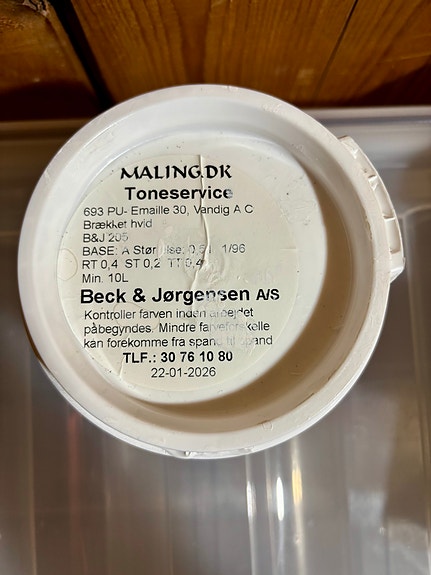 MALING.DK
Toneservice
693 PU- Emaille 30, Vandig A C
Brækket hvid
B&J 205
BASE: A Størrelse: 0,5L 1/96
RT 0,4 ST 0,2 TT 0,4
Min. 10L
Beck & Jørgensen A/S
Kontroller farven inden arbejdet
påbegyndes. Mindre farveforskelle
kan forekomme fra spand til spand
TLF.: 30 76 10 80
22-01-2026